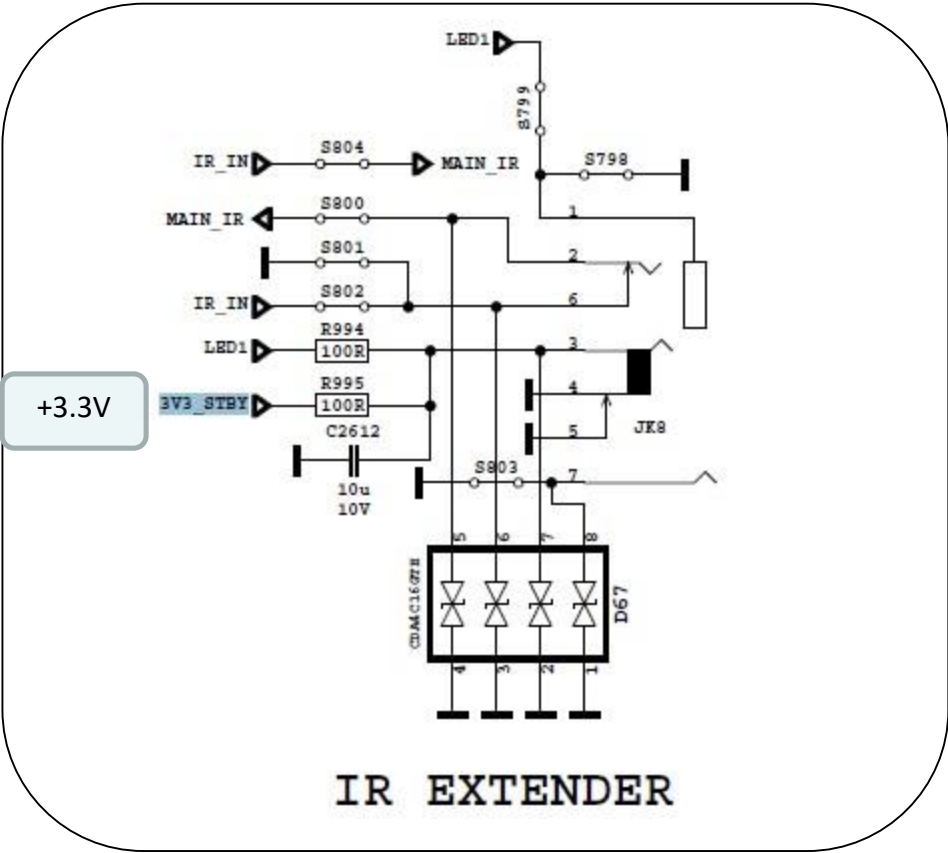 LED1
S799
S804
IR_IN
MAIN_IR
S798
S800
MAIN_IR
1
S801
2
S802
IR_IN
6
R994
LED1
100R
3
R995
+3.3V
3V3_STBY
100R
4
C2612
5
JK8
S803
7
10u
10V
5
6
7
8
CDA4C16GTH
D67
4
3
2
1
IR EXTENDER